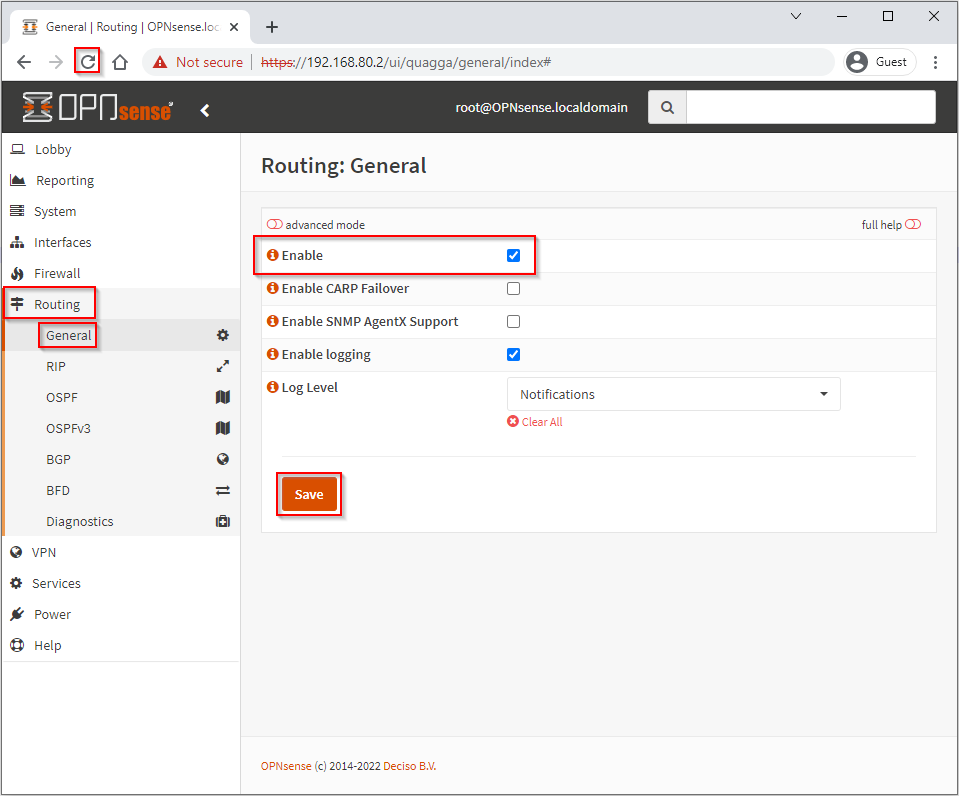 General | Routing | OPNsense.loc
Not secure https://192.168.80.2/ui/quagga/general/index# Guest
OPNsense root@OPNsense.localdomain
Lobby
Reporting
System
Interfaces
Firewall
Routing
General
RIP
OSPF
OSPFv3
BGP
BFD
Diagnostics
VPN
Services
Power
Help
Routing: General
advanced mode full help
Enable
Enable CARP Failover
Enable SNMP AgentX Support
Enable logging
Log Level Notifications
Clear All
Save
OPNsense (c) 2014-2022 Deciso B.V.